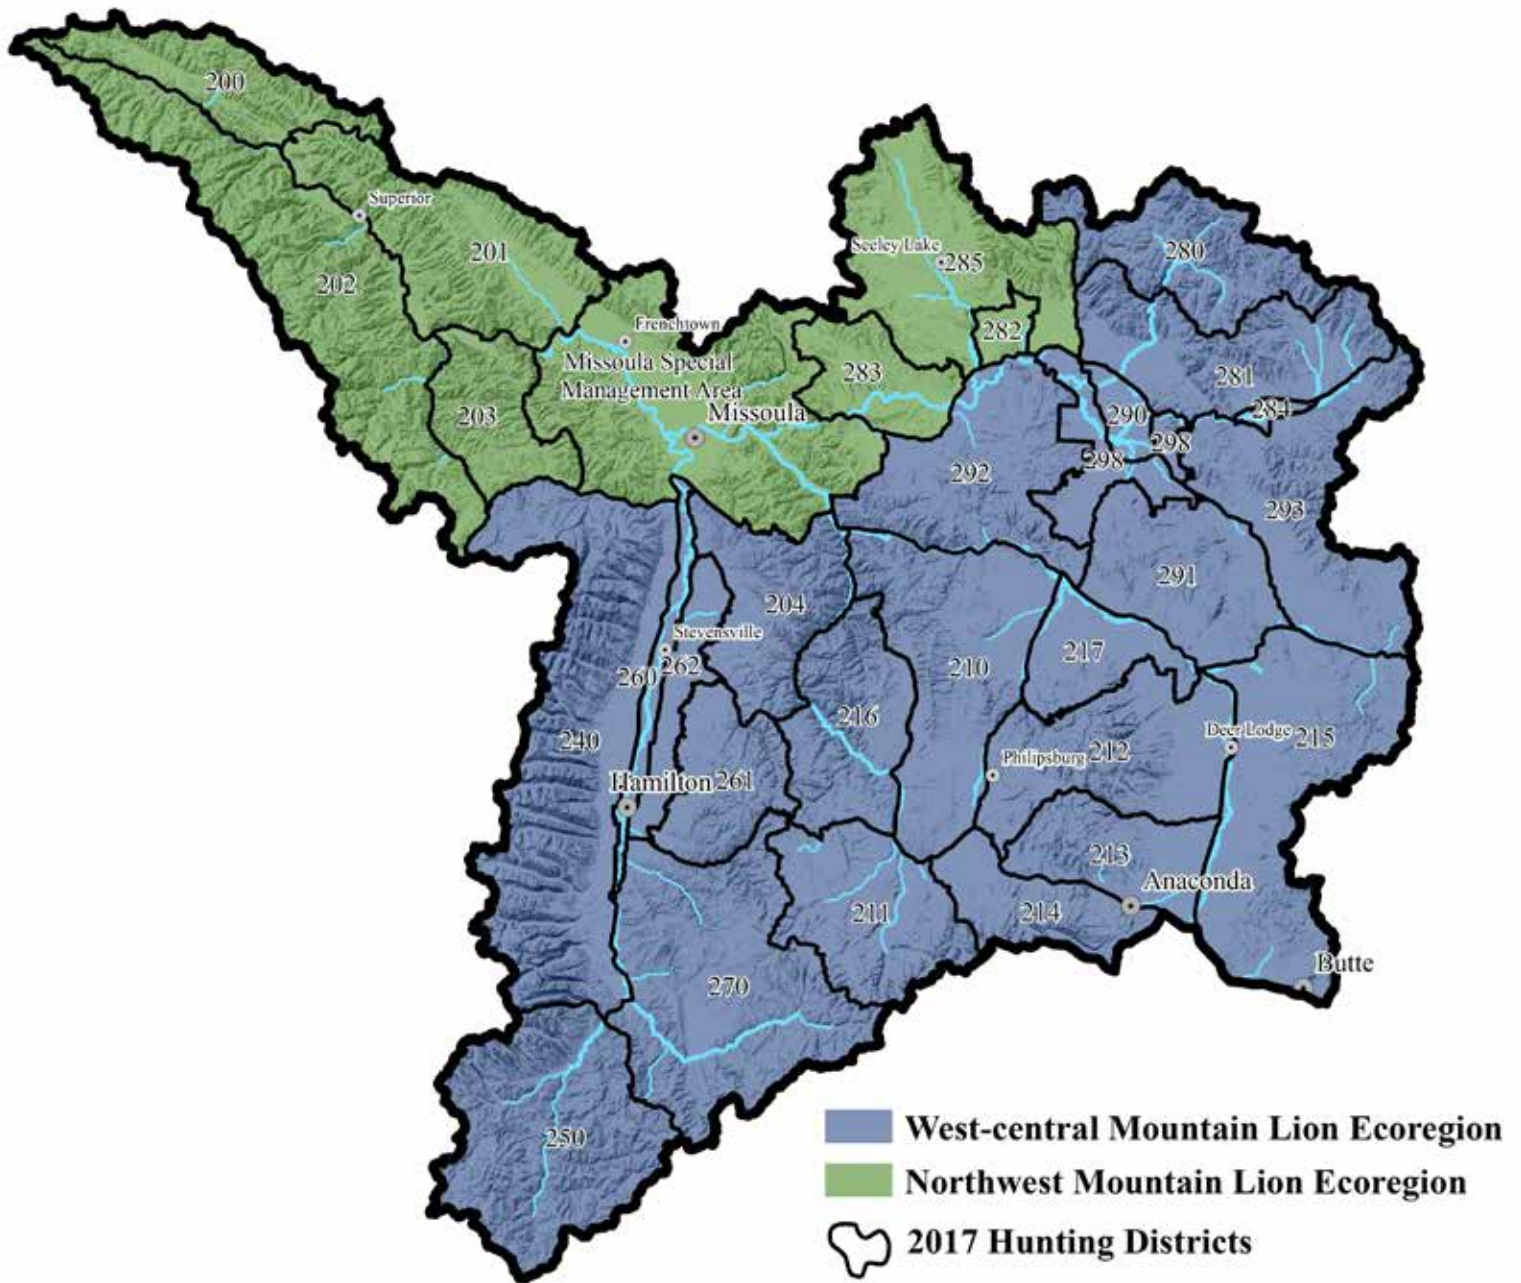 200
Superior
201
202
Seeley Lake
285
280
Frenchtown
282
Missoula Special
Management Area
283
281
203
Missoula
290
284
298
298
292
293
291
204
Stevensville
260
262
210
217
216
240
Deer Lodge
215
Philipsburg
212
Hamilton
261
213
Anaconda
211
214
Butte
270
250
West-central Mountain Lion Ecoregion
Northwest Mountain Lion Ecoregion
2017 Hunting Districts